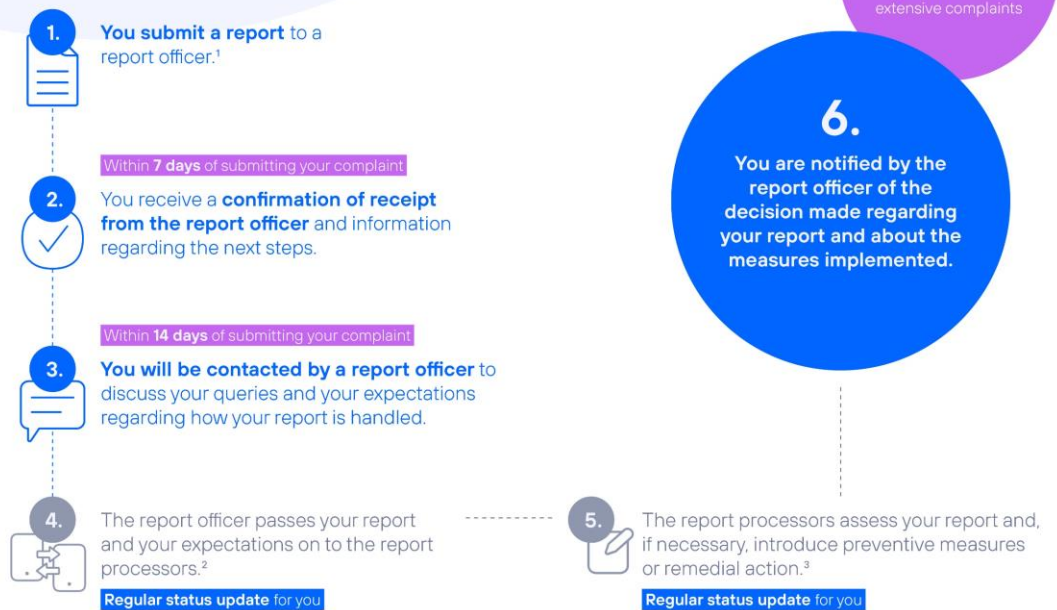 extensive complaints
1.
You submit a report to a
report officer.¹
Within 7 days of submitting your complaint
2.
You receive a confirmation of receipt
from the report officer and information
regarding the next steps.
Within 14 days of submitting your complaint
3.
You will be contacted by a report officer to
discuss your queries and your expectations
regarding how your report is handled.
4.
The report officer passes your report
and your expectations on to the report
processors.²
Regular status update for you
5.
The report processors assess your report and,
if necessary, introduce preventive measures
or remedial action.³
Regular status update for you
6.
You are notified by the
report officer of the
decision made regarding
your report and about the
measures implemented.